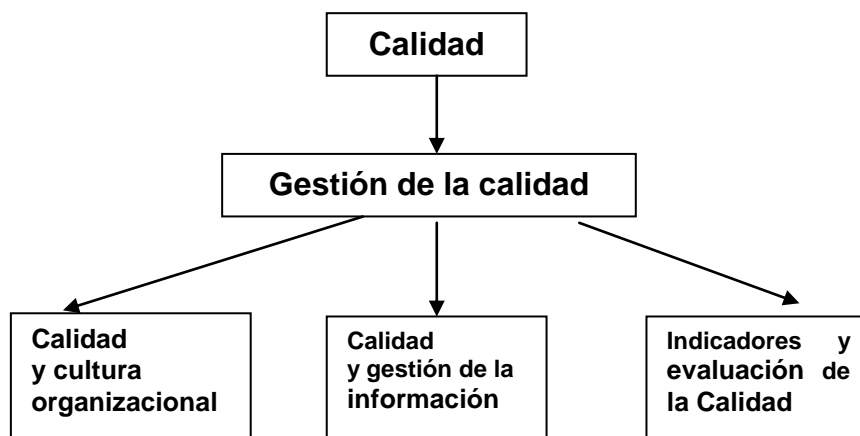 Calidad
Gestión de la calidad
Calidad
y cultura
organizacional
Calidad
y gestión de la
información
Indicadores y
evaluación de
la Calidad